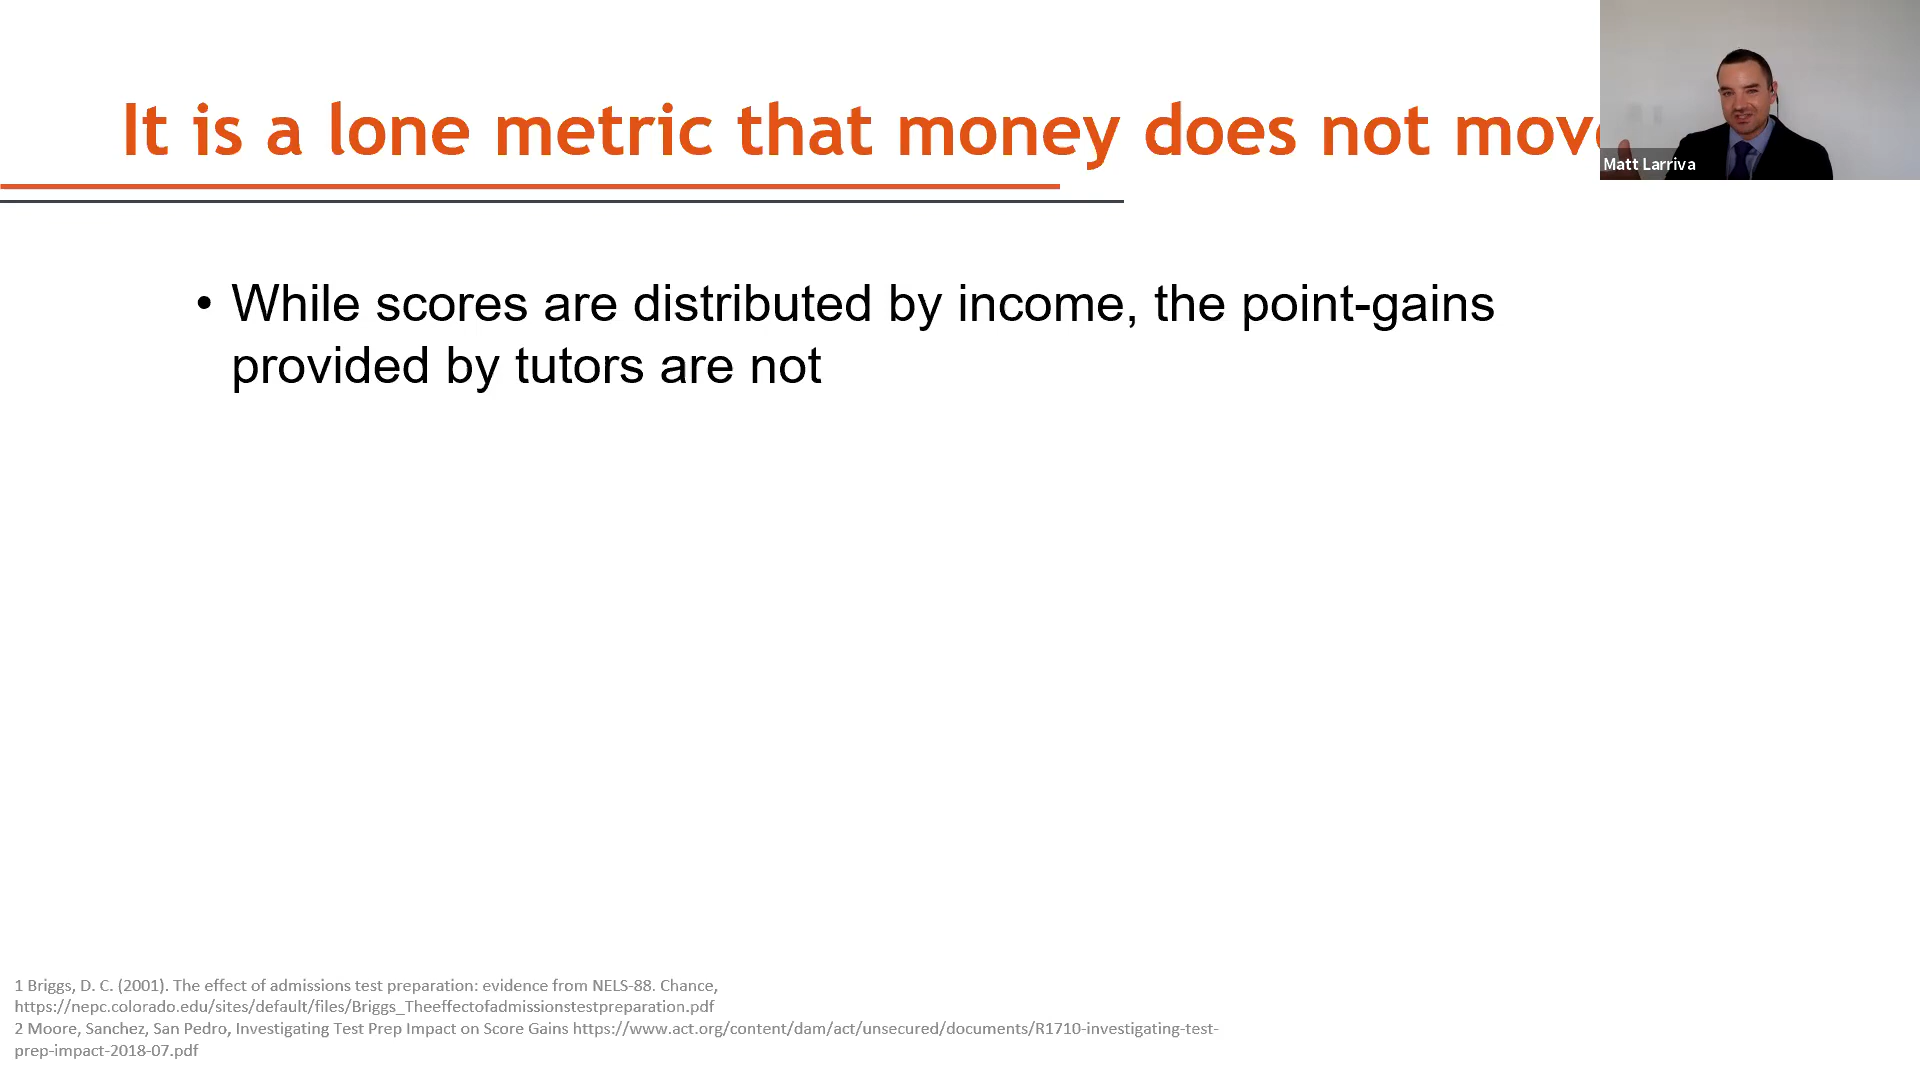 It is a lone metric that money does not move
Matt Larriva
• While scores are distributed by income, the point-gains
provided by tutors are not
1 Briggs, D. C. (2001). The effect of admissions test preparation: evidence from NELS-88. Chance,
https://nepc.colorado.edu/sites/default/files/Briggs_Theeffectofadmissionstestpreparation.pdf
2 Moore, Sanchez, San Pedro, Investigating Test Prep Impact on Score Gains https://www.act.org/content/dam/act/unsecured/documents/R1710-investigating-test-
prep-impact-2018-07.pdf